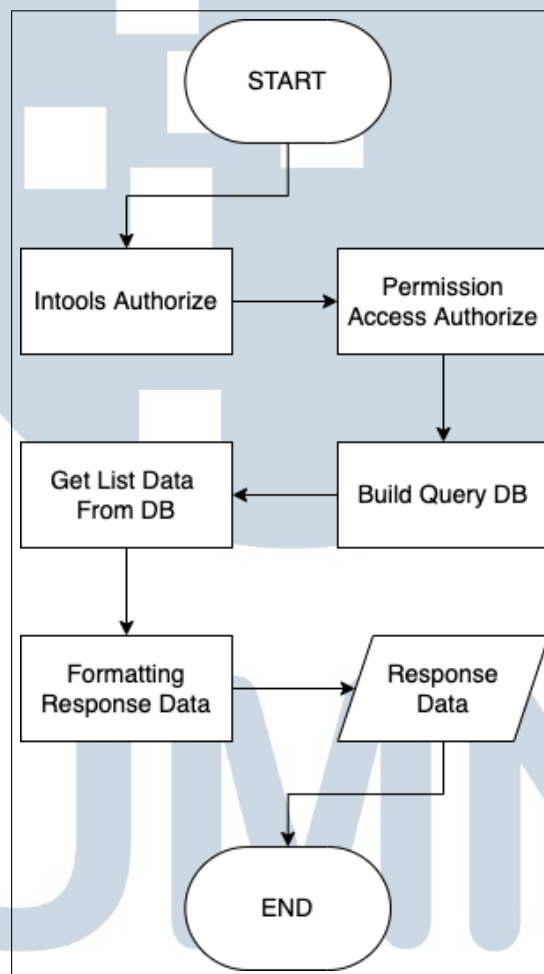 START
Intools Authorize
Permission
Access Authorize
Get List Data
From DB
Build Query DB
Formatting
Response Data
Response
Data
END
UMN